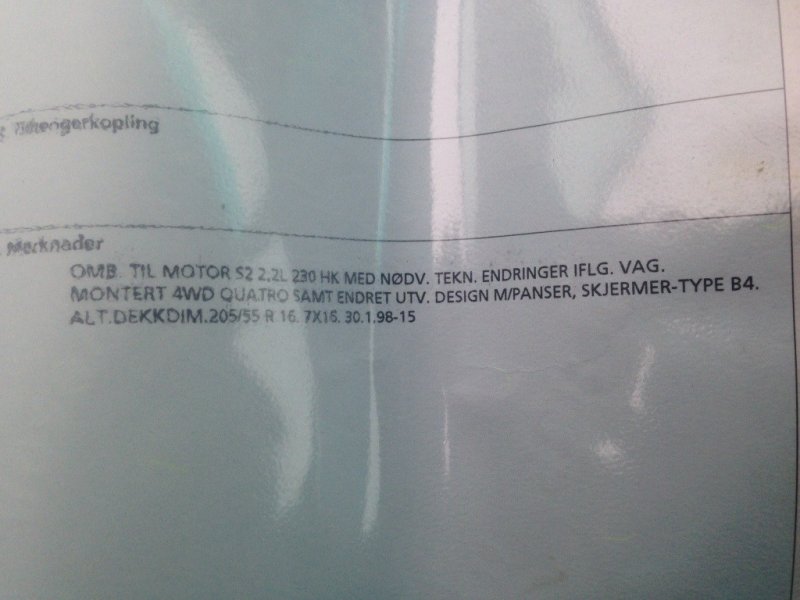 Tilhengerkopling
Merknader
OMB. TIL MOTOR S2 2,2L 230 HK MED NØDV. TEKN. ENDRINGER IFLG. VAG.
MONTERT 4WD QUATRO SAMT ENDRET UTV. DESIGN M/PANSER, SKJERMER-TYPE B4.
ALT.DEKKDIM.205/55 R 16. 7X16. 30.1.98-15